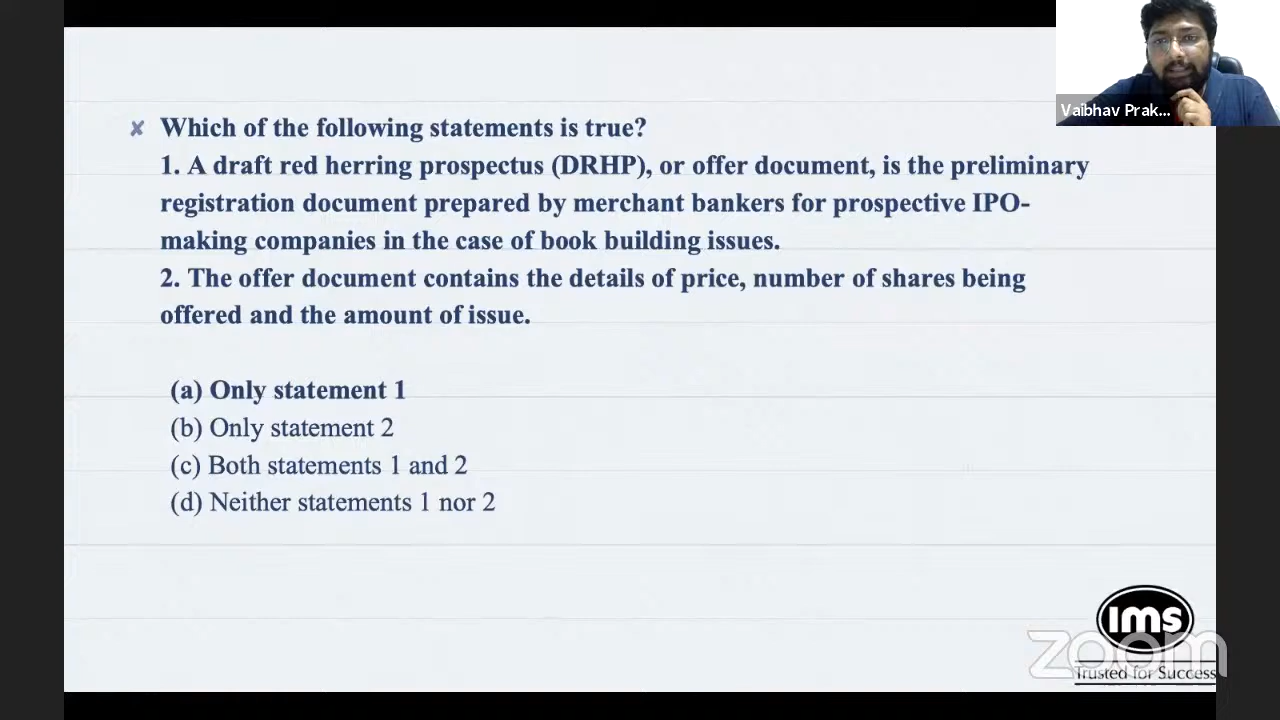 Vaibhav Prak...
✘ Which of the following statements is true?
1. A draft red herring prospectus (DRHP), or offer document, is the preliminary
registration document prepared by merchant bankers for prospective IPO-
making companies in the case of book building issues.
2. The offer document contains the details of price, number of shares being
offered and the amount of issue.
(a) Only statement 1
(b) Only statement 2
(c) Both statements 1 and 2
(d) Neither statements 1 nor 2
ims
zoom
Trusted for Success